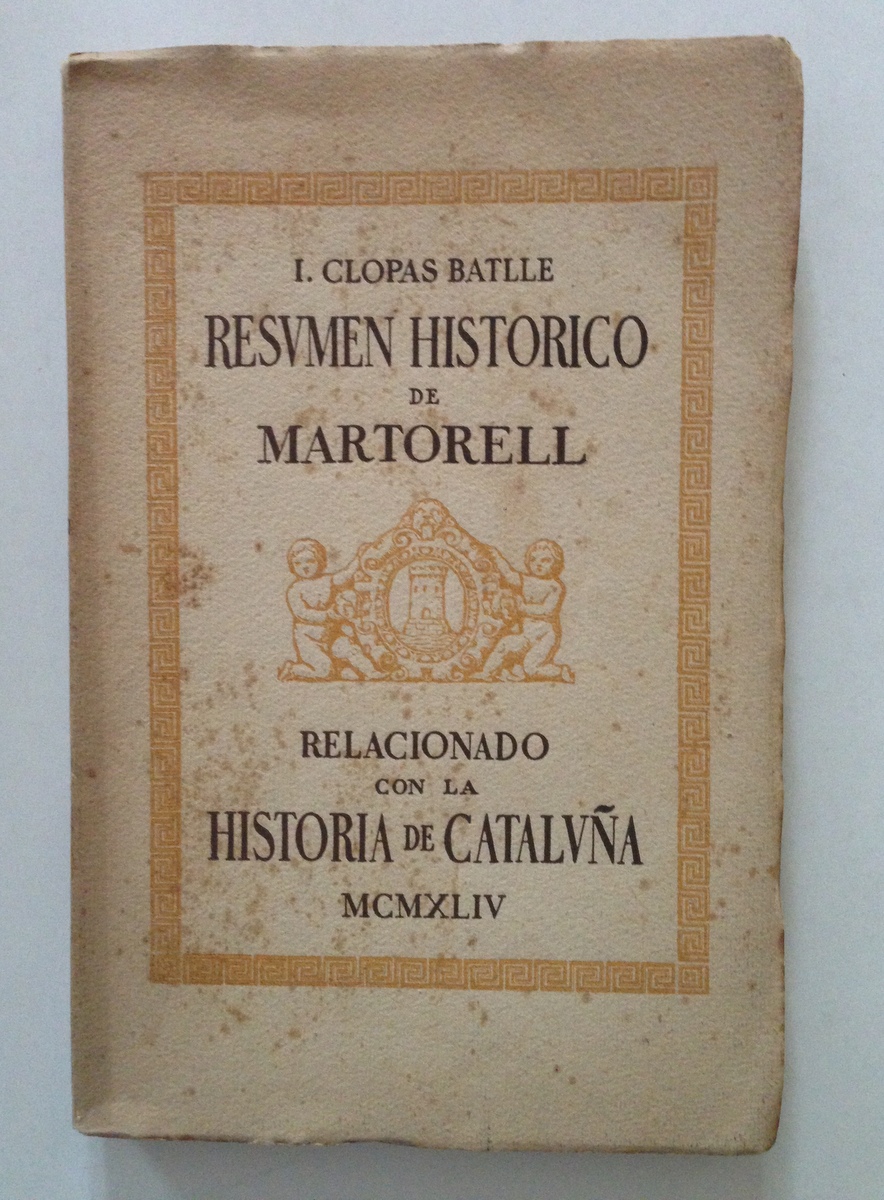 I. CLOPAS BATLLE
RESVMEN HISTORICO
DE
MARTORELL
RELACIONADO
CON LA
HISTORIA DE CATALVÑA
MCMXLIV